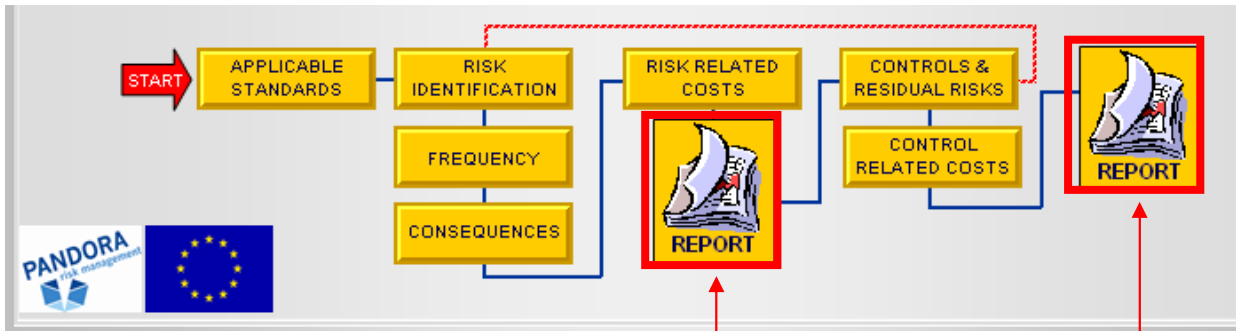 START
APPLICABLE
STANDARDS
RISK
IDENTIFICATION
FREQUENCY
CONSEQUENCES
RISK RELATED
COSTS
REPORT
CONTROLS &
RESIDUAL RISKS
CONTROL
RELATED COSTS
REPORT
PANDORA
risk management